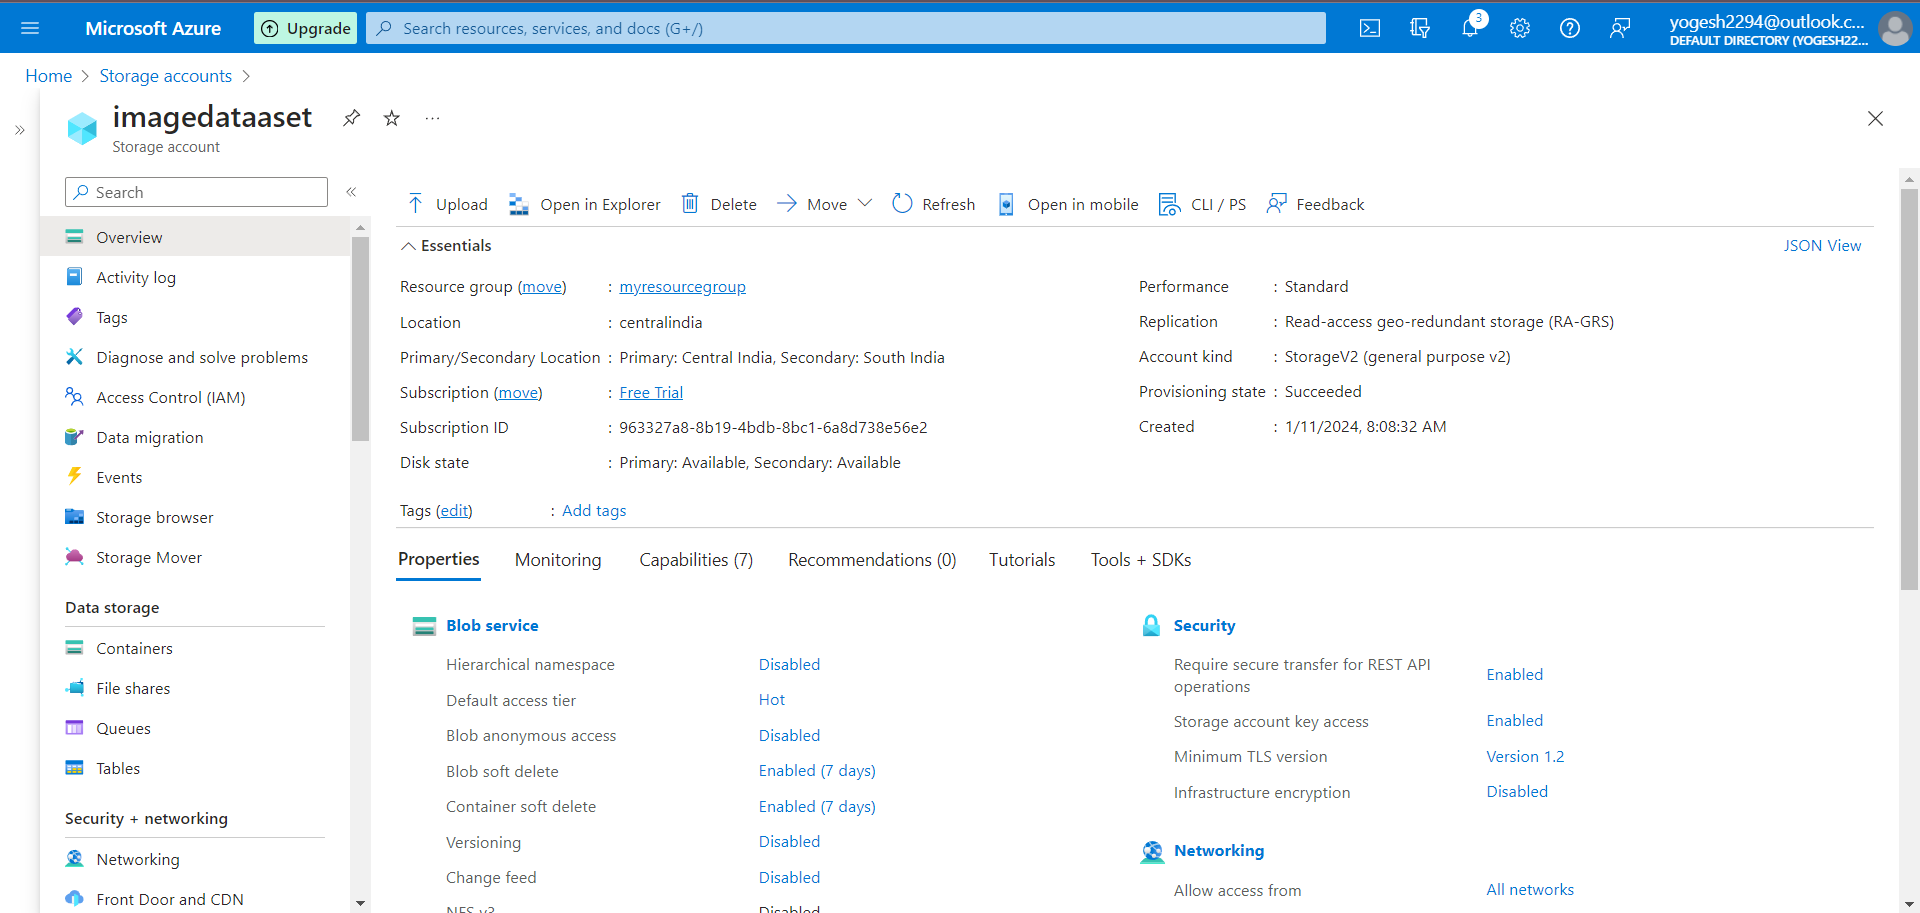 Microsoft Azure
Upgrade
Search resources, services, and docs (G+/)
3
yogesh2294@outlook.c...
DEFAULT DIRECTORY (YOGESH22...
Home > Storage accounts >
imagedataaset
Storage account
Search
Overview
Activity log
Tags
Diagnose and solve problems
Access Control (IAM)
Data migration
Events
Storage browser
Storage Mover
Data storage
Containers
File shares
Queues
Tables
Security + networking
Networking
Front Door and CDN
Upload Open in Explorer Delete Move Refresh Open in mobile CLI / PS Feedback
Essentials
JSON View
Resource group (move) : myresourcegroup
Location : centralindia
Primary/Secondary Location : Primary: Central India, Secondary: South India
Subscription (move) : Free Trial
Subscription ID : 963327a8-8b19-4bdb-8bc1-6a8d738e56e2
Disk state : Primary: Available, Secondary: Available
Performance : Standard
Replication : Read-access geo-redundant storage (RA-GRS)
Account kind : StorageV2 (general purpose v2)
Provisioning state : Succeeded
Created : 1/11/2024, 8:08:32 AM
Tags (edit) : Add tags
Properties Monitoring Capabilities (7) Recommendations (0) Tutorials Tools + SDKs
Blob service
Hierarchical namespace Disabled
Default access tier Hot
Blob anonymous access Disabled
Blob soft delete Enabled (7 days)
Container soft delete Enabled (7 days)
Versioning Disabled
Change feed Disabled
NFS v3 Disabled
Security
Require secure transfer for REST API
operations Enabled
Storage account key access Enabled
Minimum TLS version Version 1.2
Infrastructure encryption Disabled
Networking
Allow access from All networks